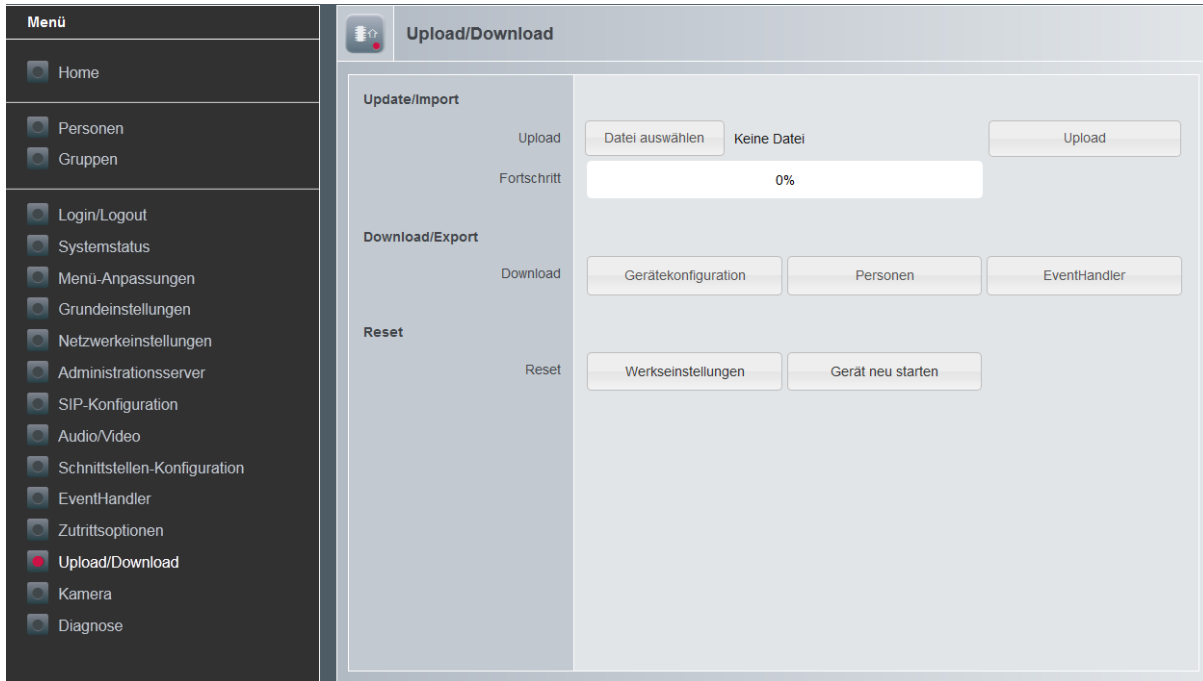 Menü
Home
Personen
Gruppen
Login/Logout
Systemstatus
Menü-Anpassungen
Grundeinstellungen
Netzwerkeinstellungen
Administrationsserver
SIP-Konfiguration
Audio/Video
Schnittstellen-Konfiguration
EventHandler
Zutrittsoptionen
Upload/Download
Kamera
Diagnose
Upload/Download
Update/Import
Upload Datei auswählen Keine Datei Upload
Fortschritt 0%
Download/Export
Download Gerätekonfiguration Personen EventHandler
Reset
Reset Werkseinstellungen Gerät neu starten